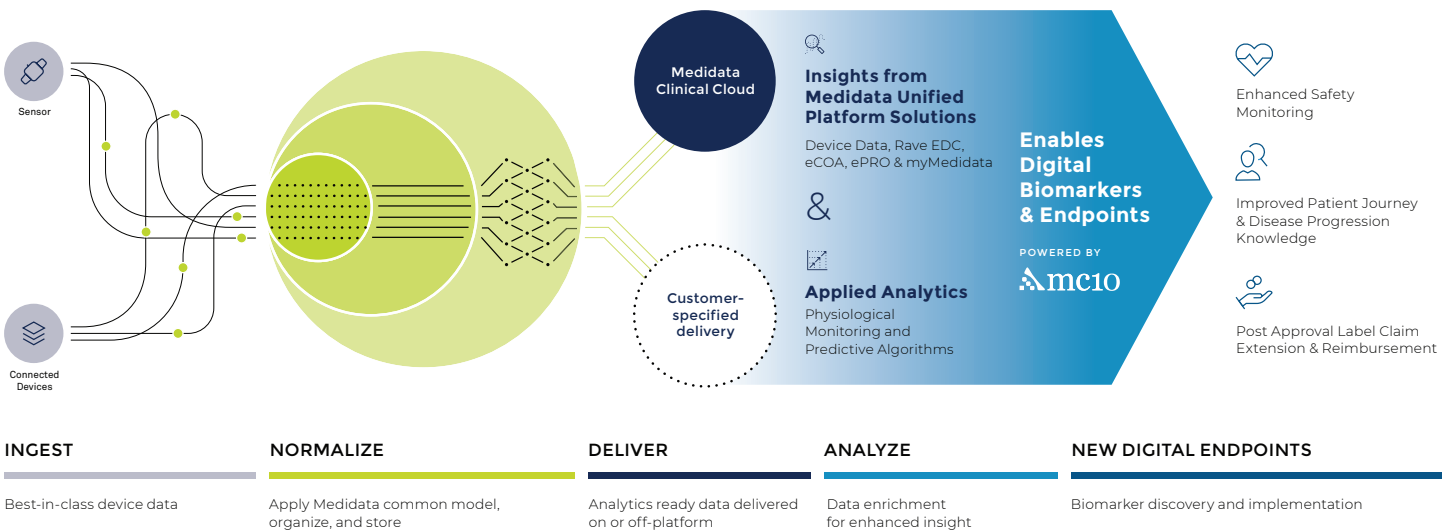 Sensor
Connected
Devices
Medidata
Clinical Cloud
Customer-
specified
delivery
Insights from
Medidata Unified
Platform Solutions
Device Data, Rave EDC,
eCOA, ePRO & myMedidata
&
Applied Analytics
Physiological
Monitoring and
Predictive Algorithms
Enables
Digital
Biomarkers
& Endpoints
POWERED BY
mc10
Enhanced Safety
Monitoring
Improved Patient Journey
& Disease Progression
Knowledge
Post Approval Label Claim
Extension & Reimbursement
INGEST
Best-in-class device data
NORMALIZE
Apply Medidata common model,
organize, and store
DELIVER
Analytics ready data delivered
on or off-platform
ANALYZE
Data enrichment
for enhanced insight
NEW DIGITAL ENDPOINTS
Biomarker discovery and implementation